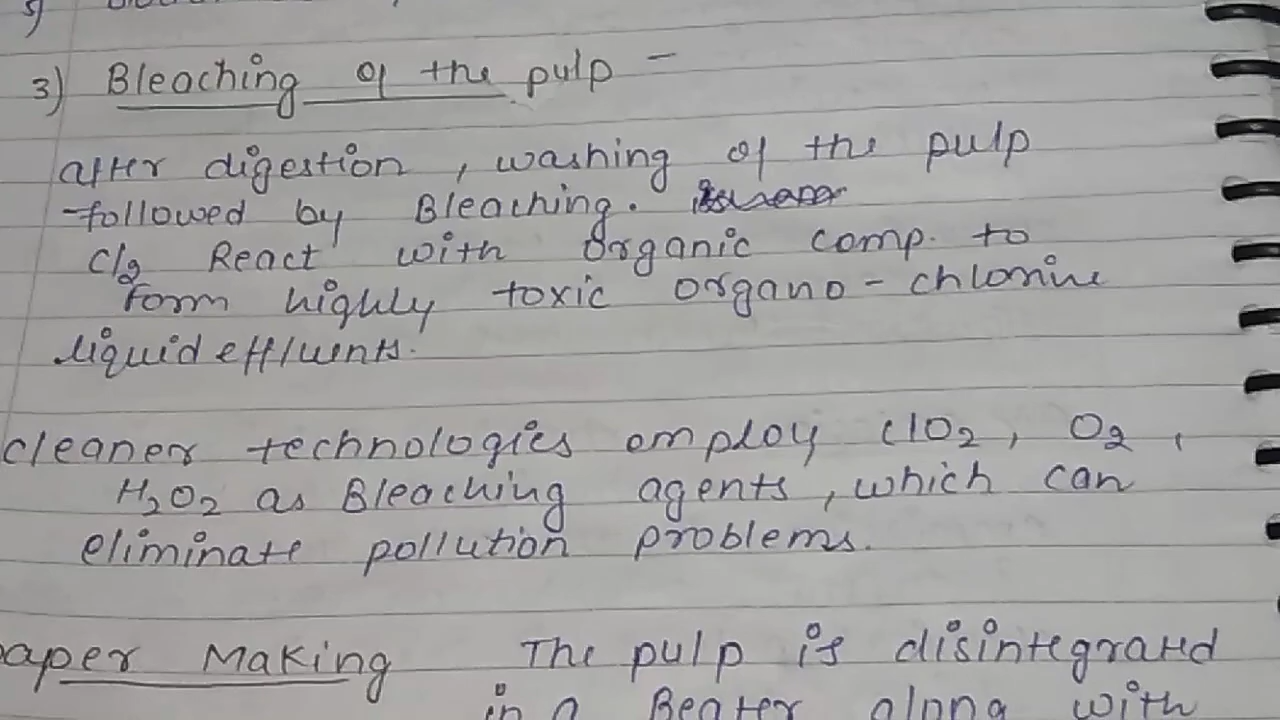 3) Bleaching of the pulp -
after digestion, washing of the pulp
-followed by Bleaching.
Cl2 React with organic comp. to
form highly toxic organo-chlorine
liquid effluents.
cleaner technologies employ ClO2, O2,
H2O2 as Bleaching agents, which can
eliminate pollution problems.
paper Making The pulp is disintegrated
in a Beater along with